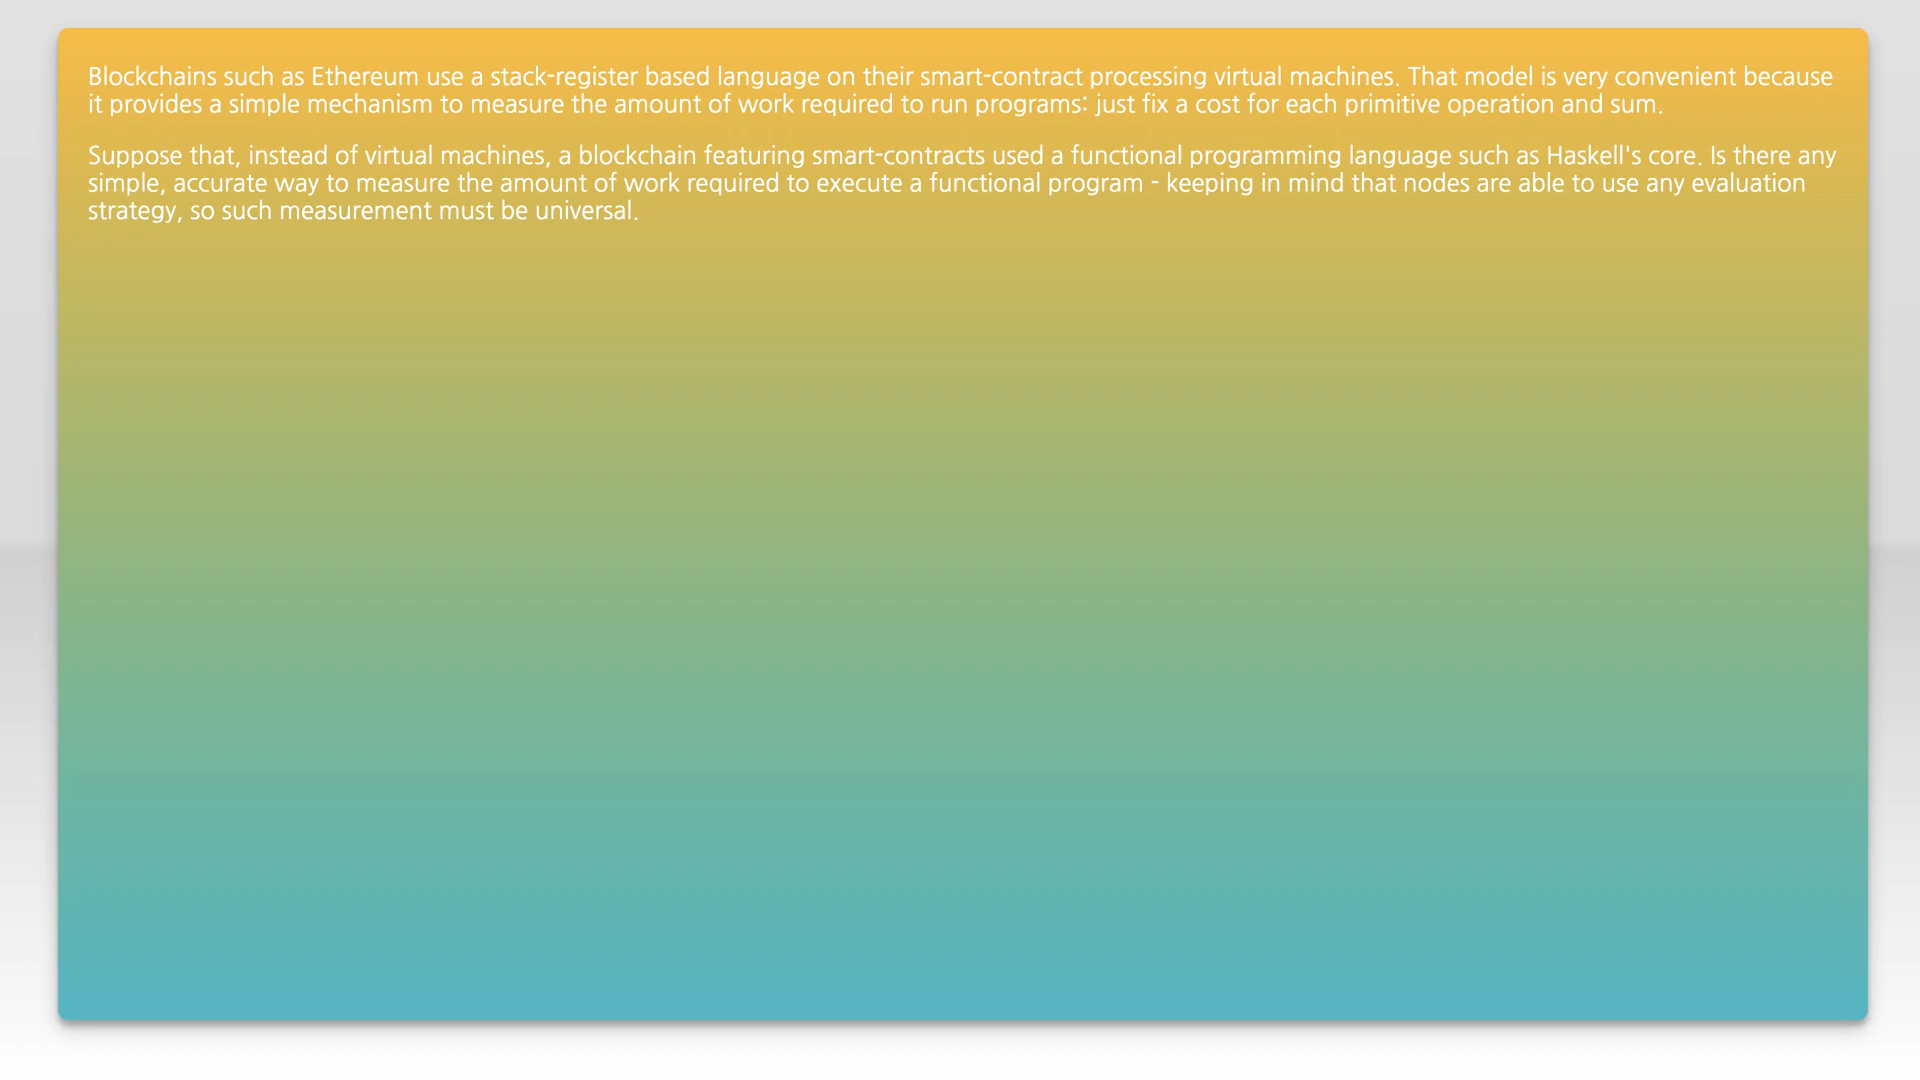 Blockchains such as Ethereum use a stack-register based language on their smart-contract processing virtual machines. That model is very convenient because
it provides a simple mechanism to measure the amount of work required to run programs: just fix a cost for each primitive operation and sum.
Suppose that, instead of virtual machines, a blockchain featuring smart-contracts used a functional programming language such as Haskell's core. Is there any
simple, accurate way to measure the amount of work required to execute a functional program - keeping in mind that nodes are able to use any evaluation
strategy, so such measurement must be universal.